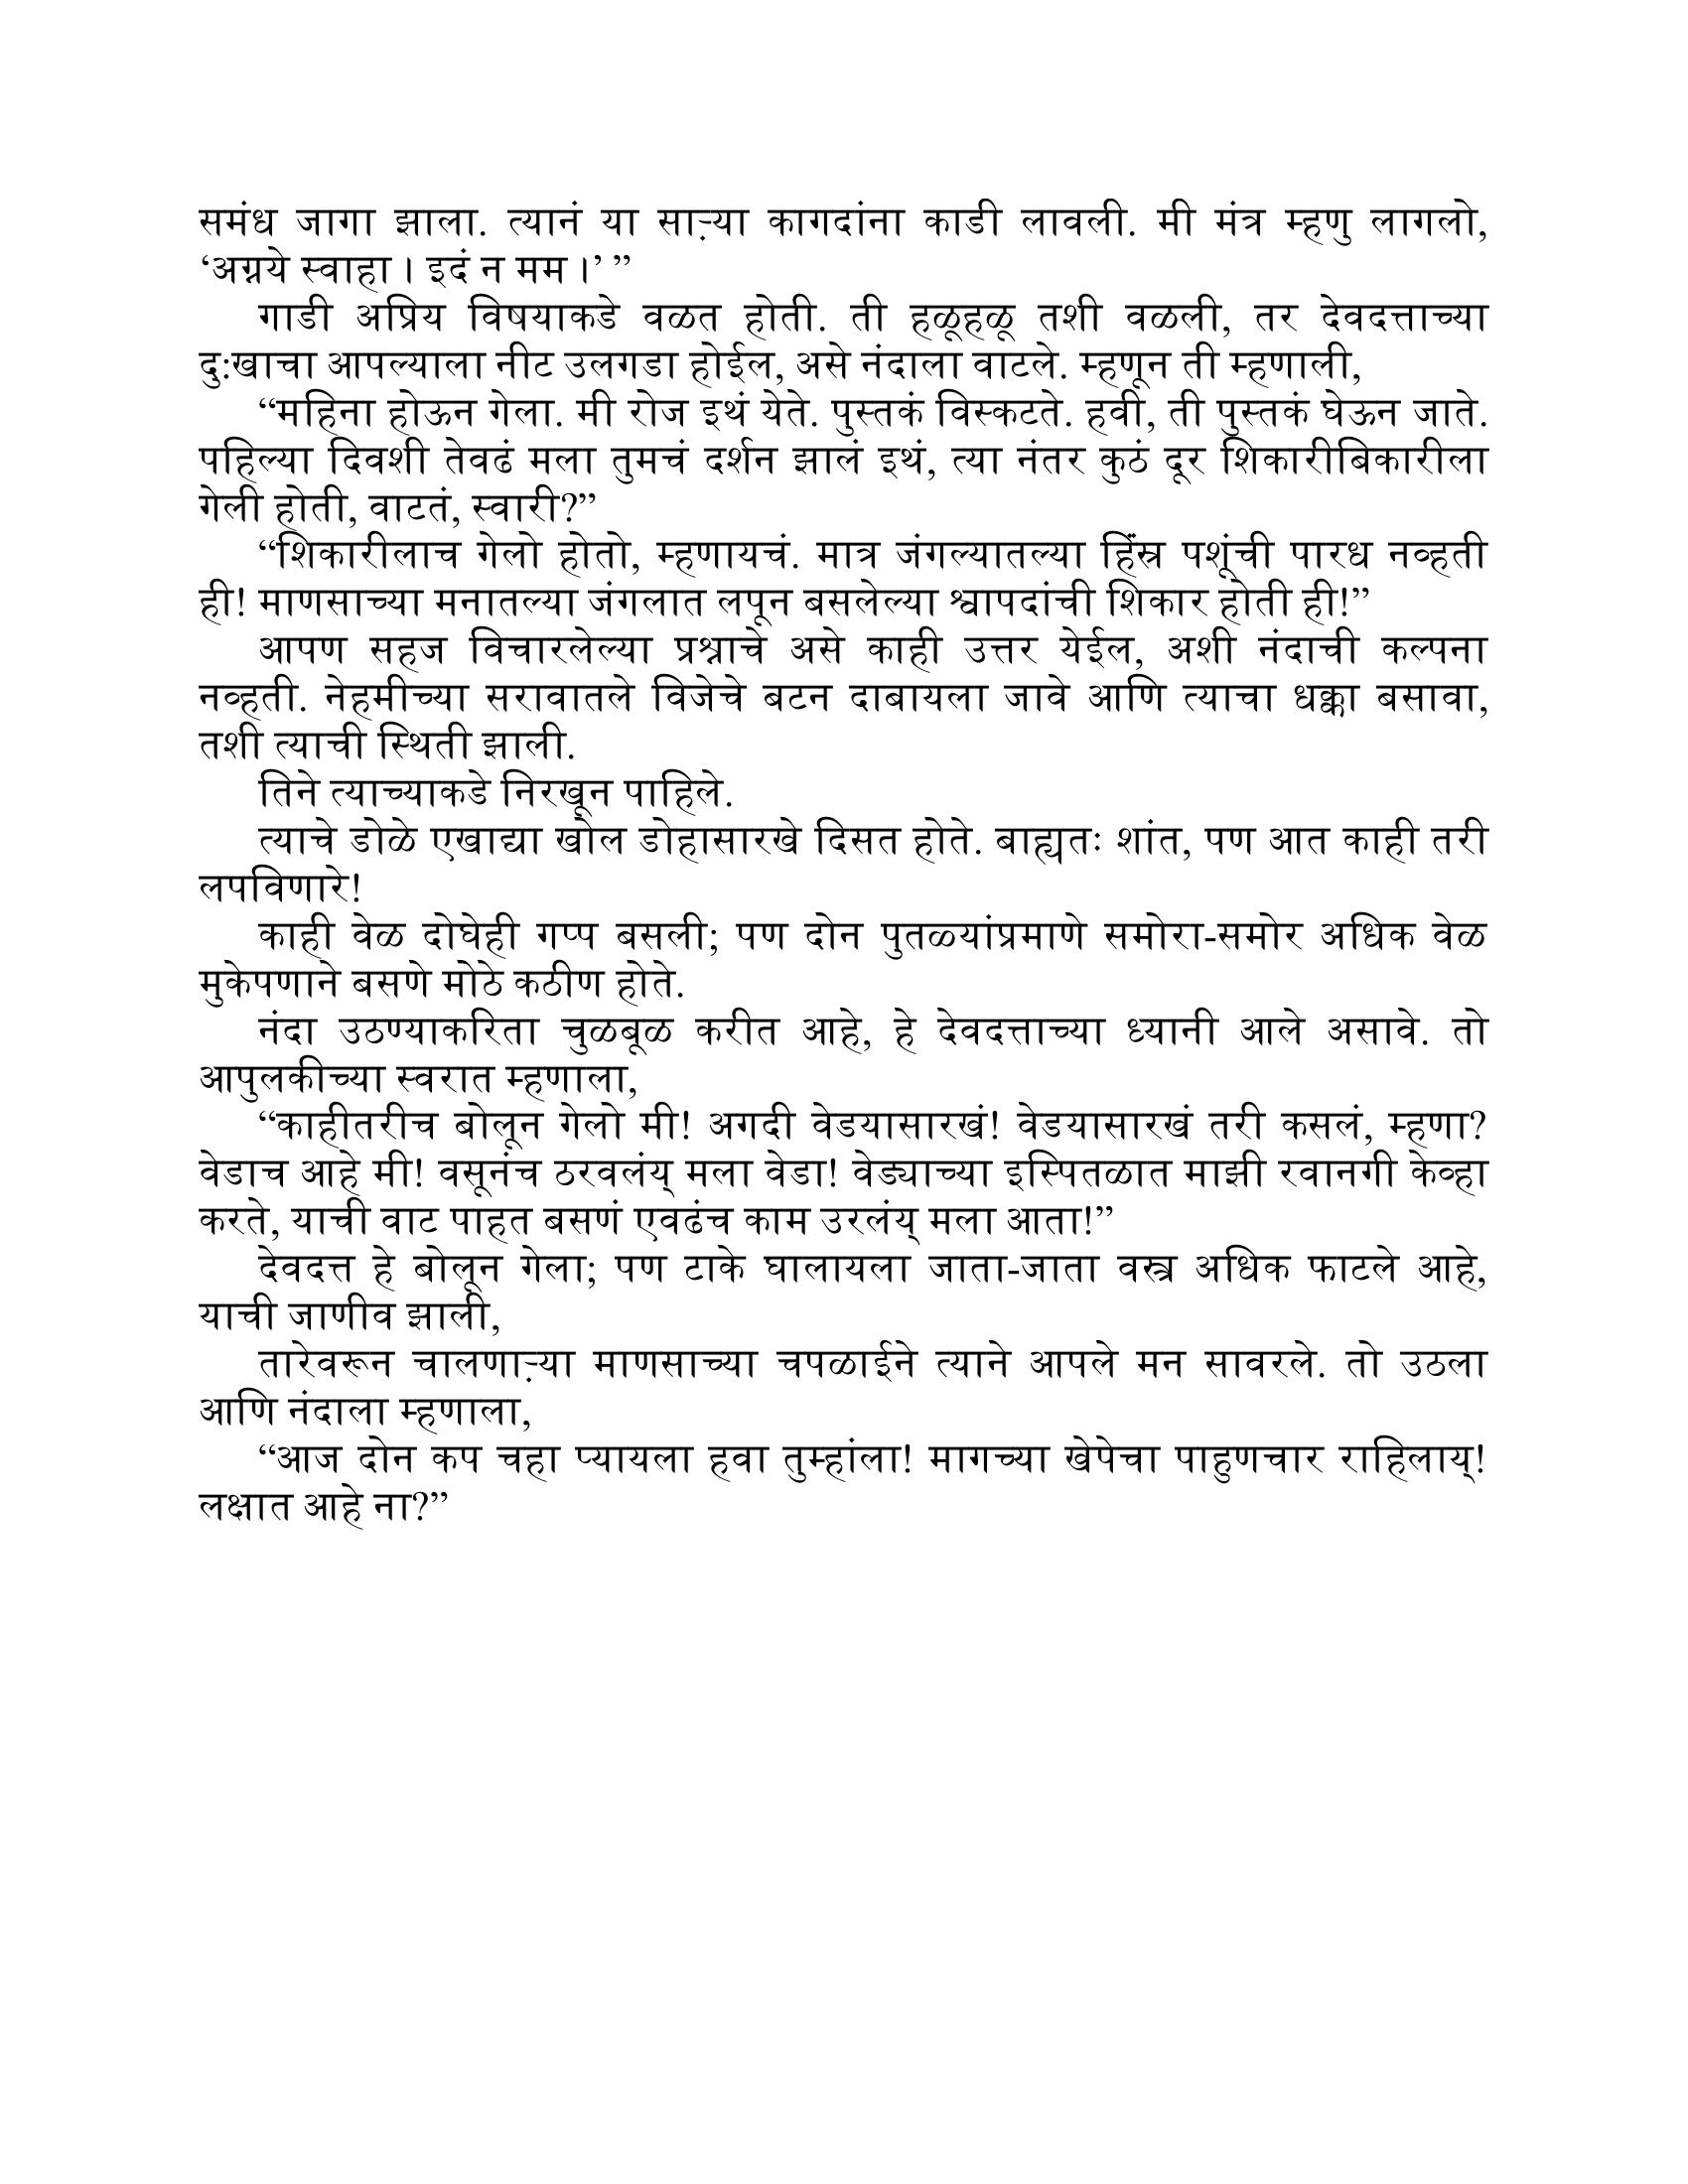 समंध जागा झाला. त्यानं या साऱ्या कागदांना काडी लावली. मी मंत्र म्हणु लागलो,
‘अग्नये स्वाहा । इदं न मम ।’ ”
गाडी अप्रिय विषयाकडे वळत होती. ती हळूहळू तशी वळली, तर देवदत्ताच्या
दुःखाचा आपल्याला नीट उलगडा होईल, असे नंदाला वाटले. म्हणून ती म्हणाली,
“महिना होऊन गेला. मी रोज इथं येते. पुस्तकं विस्कटते. हवी, ती पुस्तकं घेऊन जाते.
पहिल्या दिवशी तेवढं मला तुमचं दर्शन झालं इथं, त्या नंतर कुठं दूर शिकारीबिकारीला
गेली होती, वाटतं, स्वारी?”
“शिकारीलाच गेलो होतो, म्हणायचं. मात्र जंगल्यातल्या हिंस्र पशूंची पारध नव्हती
ही! माणसाच्या मनातल्या जंगलात लपून बसलेल्या श्वापदांची शिकार होती ही!”
आपण सहज विचारलेल्या प्रश्नाचे असे काही उत्तर येईल, अशी नंदाची कल्पना
नव्हती. नेहमीच्या सरावातले विजेचे बटन दाबायला जावे आणि त्याचा धक्का बसावा,
तशी त्याची स्थिती झाली.
तिने त्याच्याकडे निरखून पाहिले.
त्याचे डोळे एखाद्या खोल डोहासारखे दिसत होते. बाह्यतः शांत, पण आत काही तरी
लपविणारे!
काही वेळ दोघेही गप्प बसली; पण दोन पुतळ्यांप्रमाणे समोरा-समोर अधिक वेळ
मुकेपणाने बसणे मोठे कठीण होते.
नंदा उठण्याकरिता चुळबूळ करीत आहे, हे देवदत्ताच्या ध्यानी आले असावे. तो
आपुलकीच्या स्वरात म्हणाला,
“काहीतरीच बोलून गेलो मी! अगदी वेडयासारखं! वेडयासारखं तरी कसलं, म्हणा?
वेडाच आहे मी! वसूनंच ठरवलंय् मला वेडा! वेड्याच्या इस्पितळात माझी रवानगी केव्हा
करते, याची वाट पाहत बसणं एवढंच काम उरलंय् मला आता!”
देवदत्त हे बोलून गेला; पण टाके घालायला जाता-जाता वस्त्र अधिक फाटले आहे,
याची जाणीव झाली,
तारेवरून चालणाऱ्या माणसाच्या चपळाईने त्याने आपले मन सावरले. तो उठला
आणि नंदाला म्हणाला,
“आज दोन कप चहा प्यायला हवा तुम्हांला! मागच्या खेपेचा पाहुणचार राहिलाय्!
लक्षात आहे ना?”